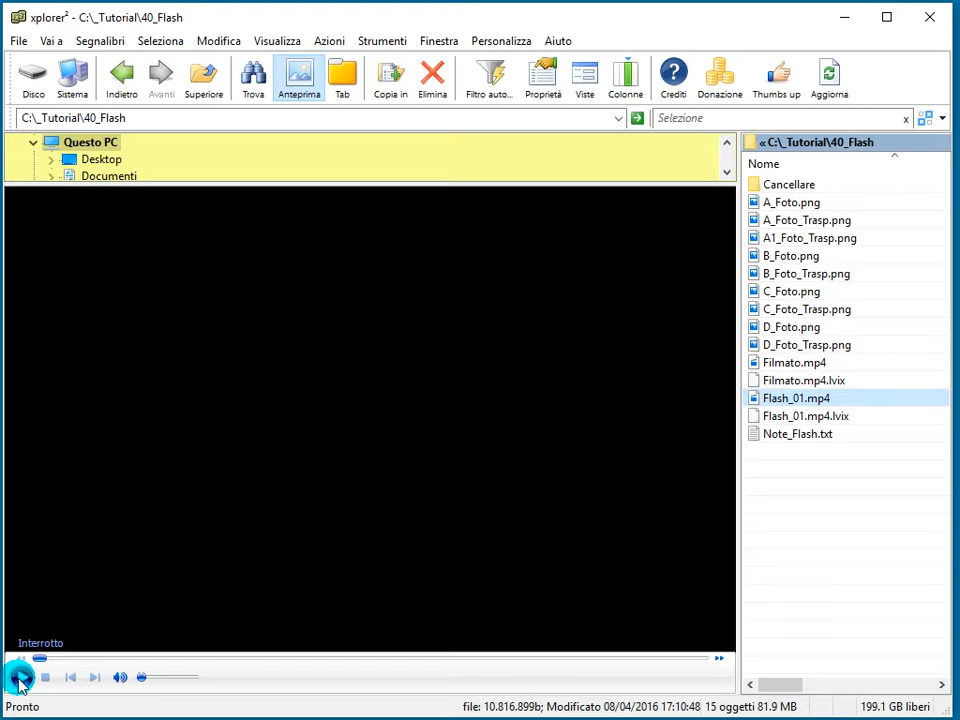 xplorer² - C:\_Tutorial\40_Flash
File Vai a Segnalibri Seleziona Modifica Visualizza Azioni Strumenti Finestra Personalizza Aiuto
Disco Sistema Indietro Avanti Superiore Trova Anteprima Tab Copia in Elimina Filtro auto... Proprietà Viste Colonne Crediti Donazione Thumbs up Aggiorna
C:\_Tutorial\40_Flash Selezione x
Questo PC
Desktop
Documenti
« C:\_Tutorial\40_Flash
Nome
Cancellare
A_Foto.png
A_Foto_Trasp.png
A1_Foto_Trasp.png
B_Foto.png
B_Foto_Trasp.png
C_Foto.png
C_Foto_Trasp.png
D_Foto.png
D_Foto_Trasp.png
Filmato.mp4
Filmato.mp4.lvix
Flash_01.mp4
Flash_01.mp4.lvix
Note_Flash.txt
Interrotto
Pronto file: 10.816.899b; Modificato 08/04/2016 17:10:48 15 oggetti 81.9 MB 199.1 GB liberi